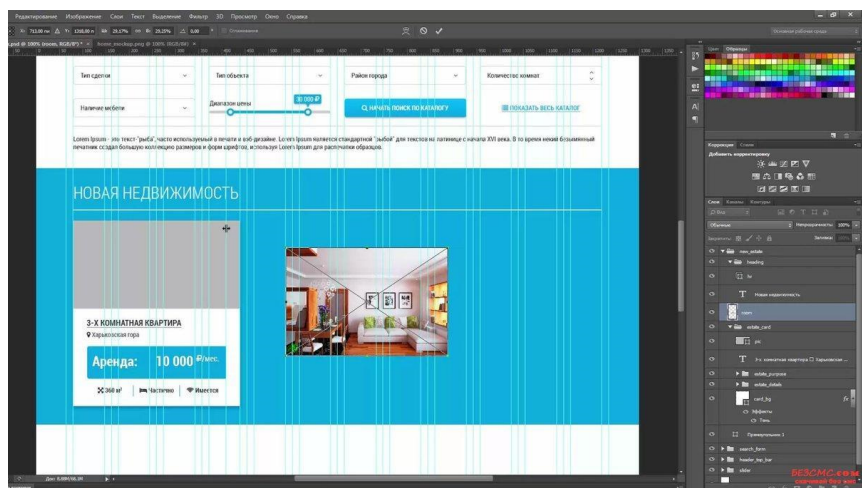 Редактирование Изображение Слои Текст Выделение Фильтр 3D Просмотр Окно Справка
Тип сделки
Тип объекта
Район города
Количество комнат
Наличие мебели
Диапазон цены
30 000 ₽
НАЧАТЬ ПОИСК ПО КАТАЛОГУ
ПОКАЗАТЬ ВЕСЬ КАТАЛОГ
Lorem Ipsum - это текст-"рыба", часто используемый в печати и вэб-дизайне. Lorem Ipsum является стандартной "рыбой" для текстов на латинице с начала XVI века. В то время некий безымянный
печатник создал большую коллекцию размеров и форм шрифтов, используя Lorem Ipsum для распечатки образцов.
НОВАЯ НЕДВИЖИМОСТЬ
3-Х КОМНАТНАЯ КВАРТИРА
Харьковская гора
Аренда: 10 000 ₽/мес.
360 м² Частично Имеется
Цвет Образцы
Коррекция Стили
Добавить корректировку
Слои Каналы Контуры
Обычные
Непрозрачность: 100%
Заливка:
new_estate
heading
hr
Новая недвижимость
room
estate_card
pic
estate_purpose
estate_details
card_bg
fx
Эффекты
Тень
Прямоугольник 1
search_form
header_top_bar
slider